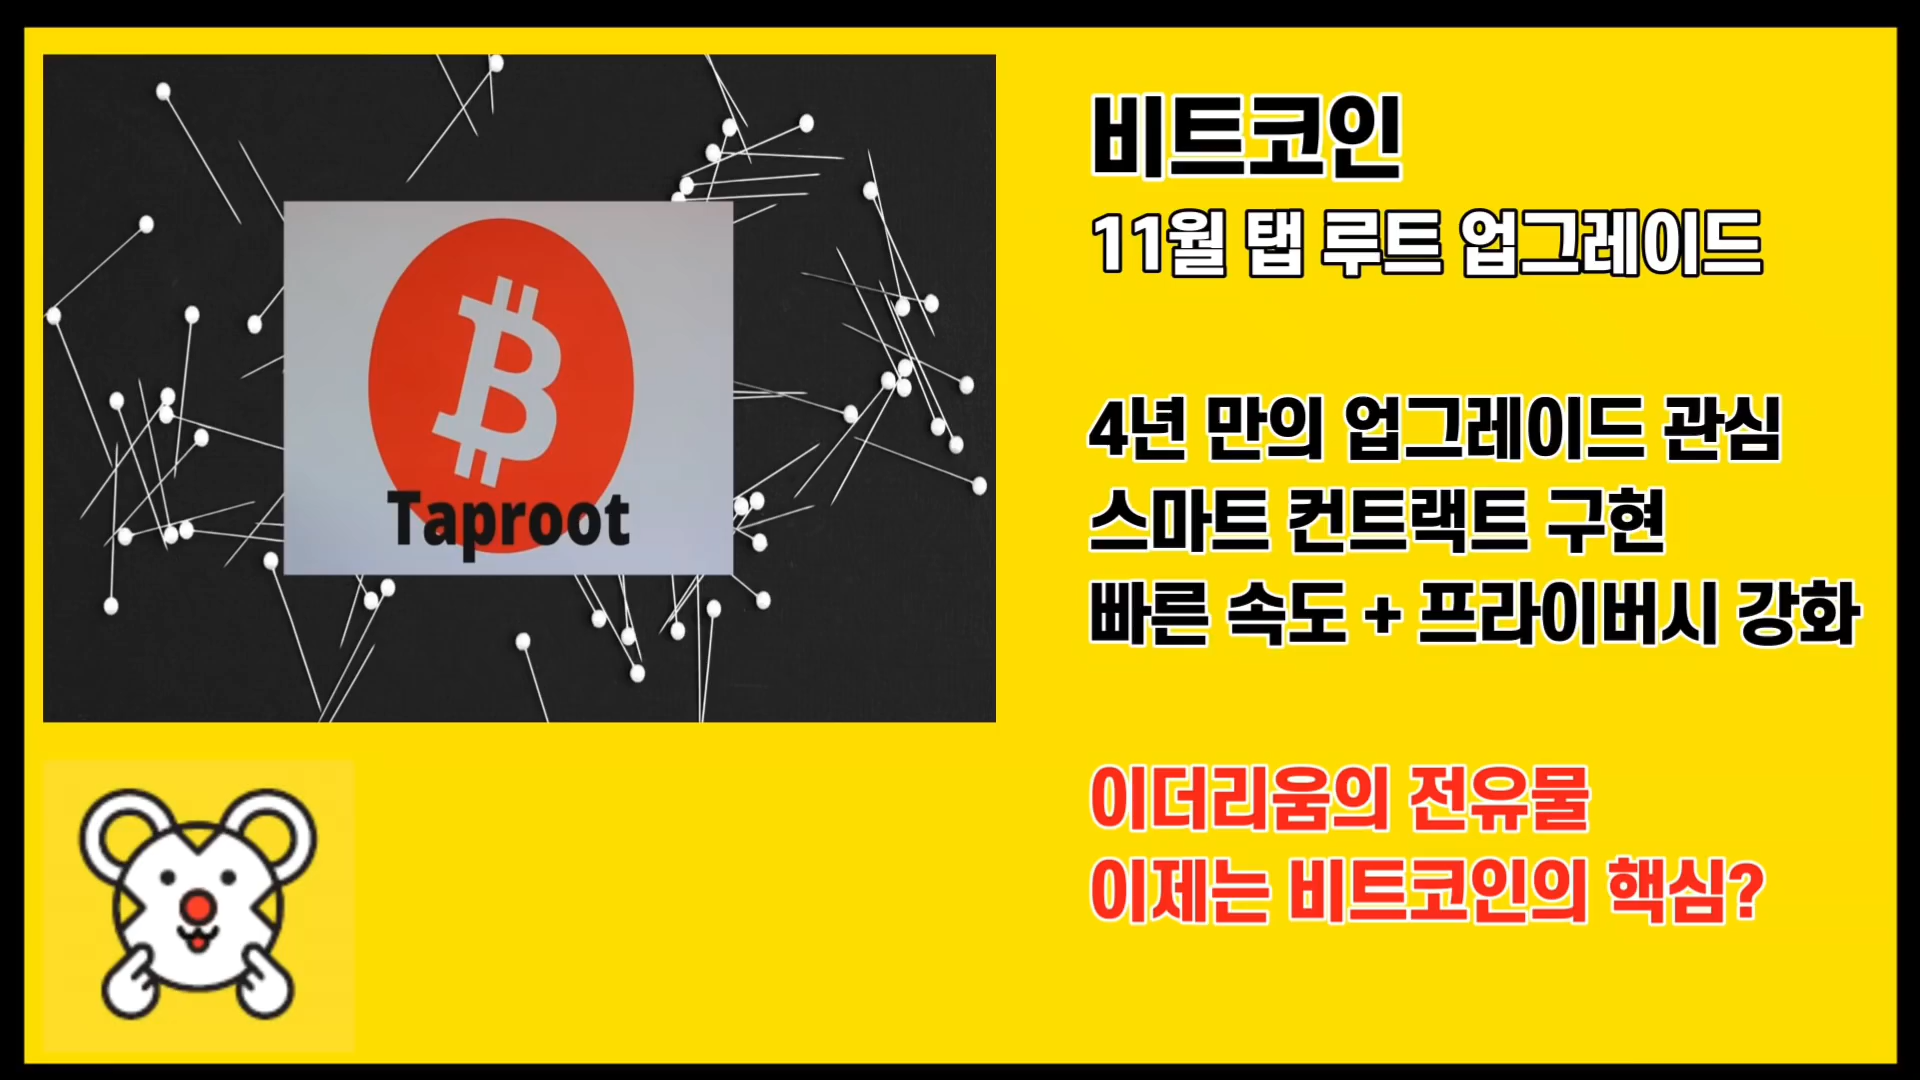 비트코인
11월 탭 루트 업그레이드
4년 만의 업그레이드 관심
스마트 컨트랙트 구현
빠른 속도 + 프라이버시 강화
이더리움의 전유물
이제는 비트코인의 핵심?
Taproot